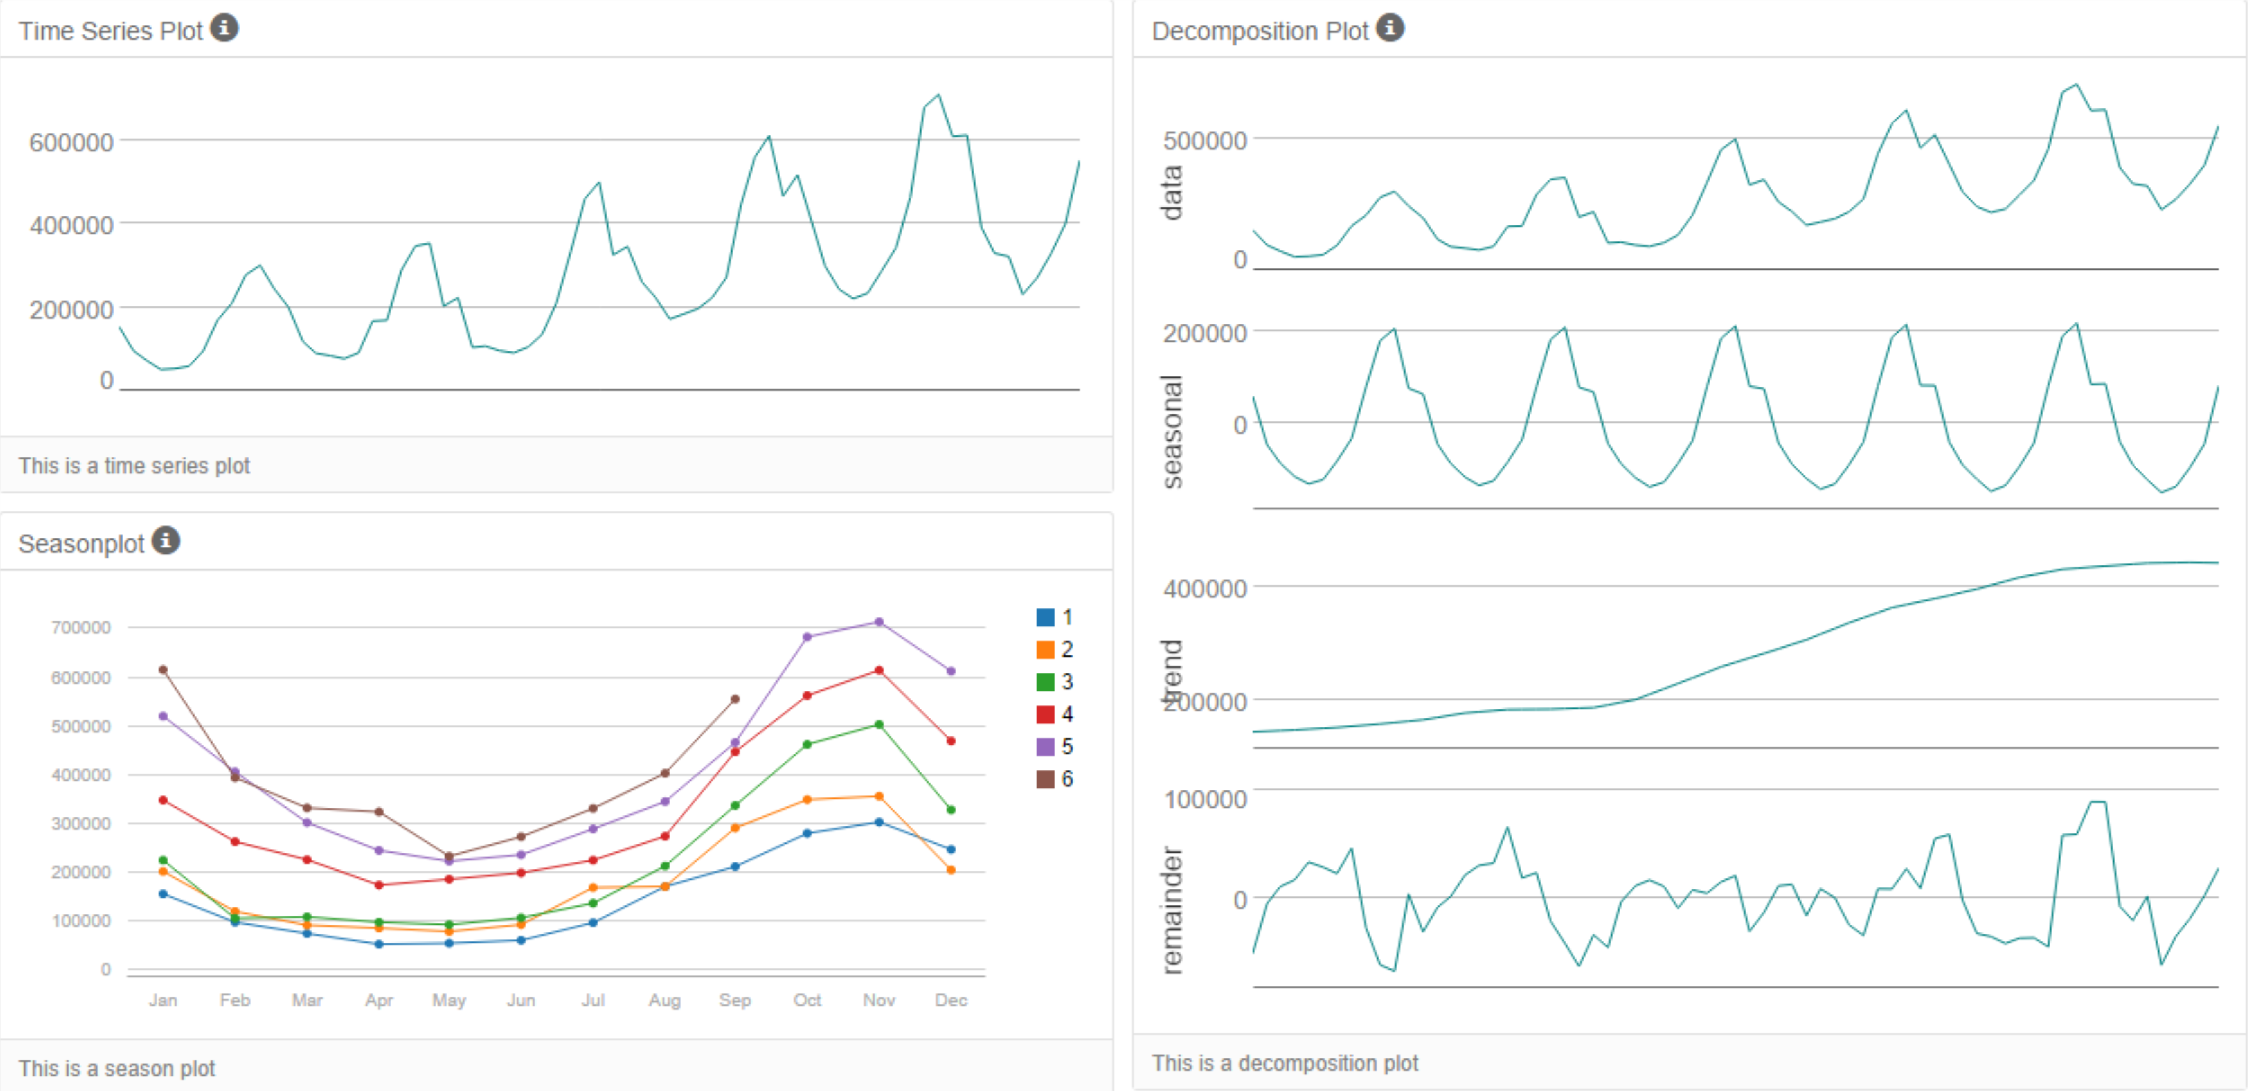 Time Series Plot
600000
400000
200000
0
This is a time series plot
Seasonplot
700000
600000
500000
400000
300000
200000
100000
0
Jan Feb Mar Apr May Jun Jul Aug Sep Oct Nov Dec
1
2
3
4
5
6
This is a season plot
Decomposition Plot
500000
0
data
200000
0
seasonal
400000
200000
trend
100000
0
remainder
This is a decomposition plot